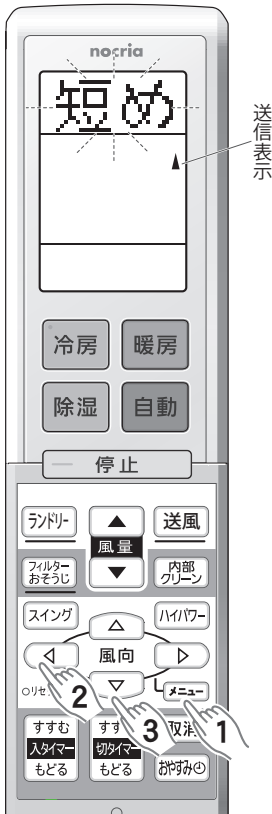 nocria
短め
送信表示
冷房
暖房
除湿
自動
停止
ランドリー
風量
送風
フィルター
おそうじ
内部
クリーン
スイング
ハイパワー
風向
○リセ
メニュー
2
3
1
すすむ
入タイマー
もどる
すす
切タイマー
もどる
取消
おやすみ